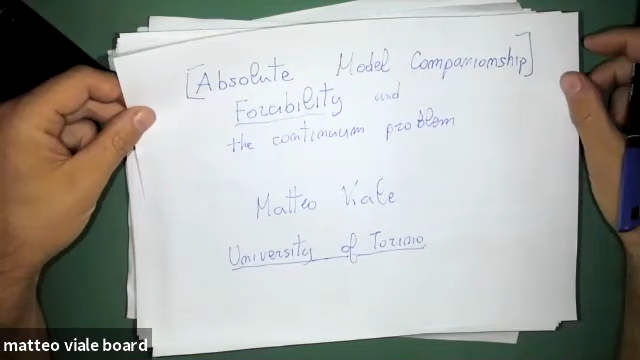 [Absolute Model Companionship]
Forcibility and
the continuum problem
Matteo Viale
University of Torino
matteo viale board